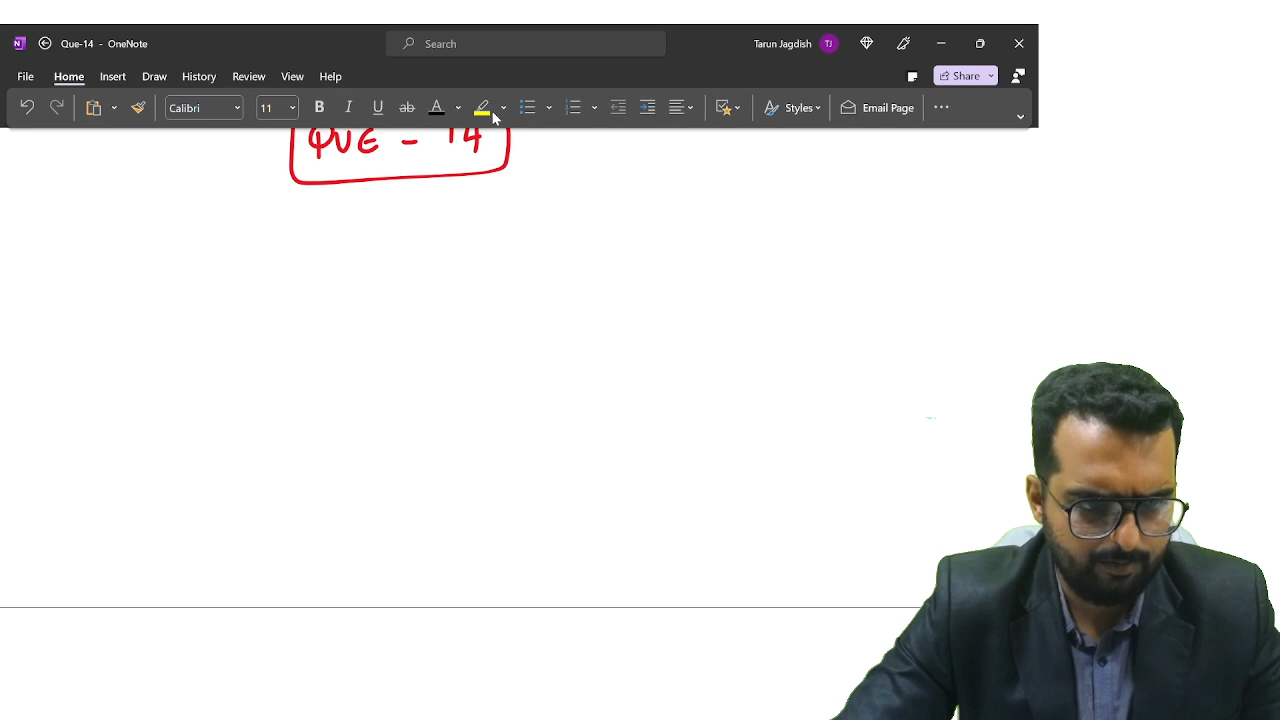 Que-14 - OneNote
Search
Tarun Jagdish TJ
File Home Insert Draw History Review View Help Share
Calibri 11 B I U ab A Styles Email Page
QUE - 14